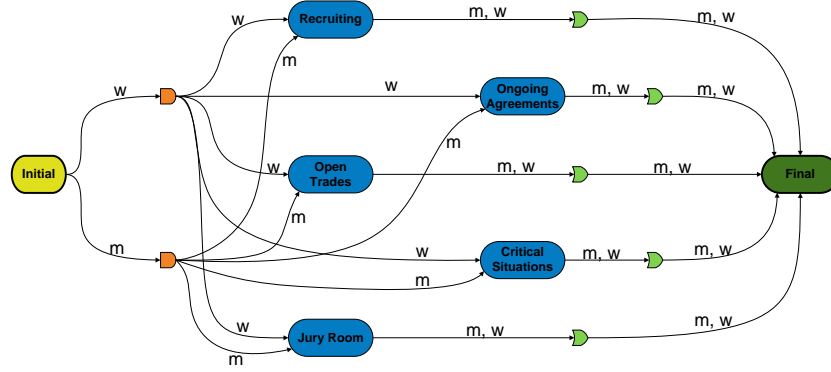 Recruiting
m, w
m, w
w
m
w
w
Ongoing
Agreements
m, w
m, w
m
Initial
w
Open
Trades
m, w
m, w
Final
m
m
w
Critical
Situations
m, w
m, w
m
w
Jury Room
m, w
m, w
m